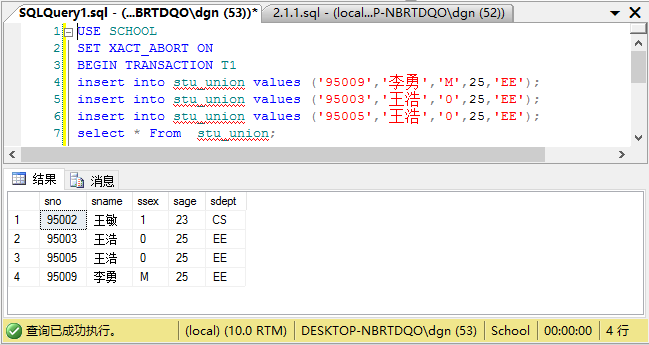 SQLQuery1.sql - (...BRTDQO\dgn (53))* 2.1.1.sql - (local...P-NBRTDQO\dgn (52))
1 USE SCHOOL
2 SET XACT_ABORT ON
3 BEGIN TRANSACTION T1
4 insert into stu_union values ('95009','李勇','M',25,'EE');
5 insert into stu_union values ('95003','王浩','0',25,'EE');
6 insert into stu_union values ('95005','王浩','0',25,'EE');
7 select * From stu_union;
结果 消息
sno sname ssex sage sdept
1 95002 王敏 1 23 CS
2 95003 王浩 0 25 EE
3 95005 王浩 0 25 EE
4 95009 李勇 M 25 EE
查询已成功执行。 (local) (10.0 RTM) DESKTOP-NBRTDQO\dgn (53) School 00:00:00 4 行